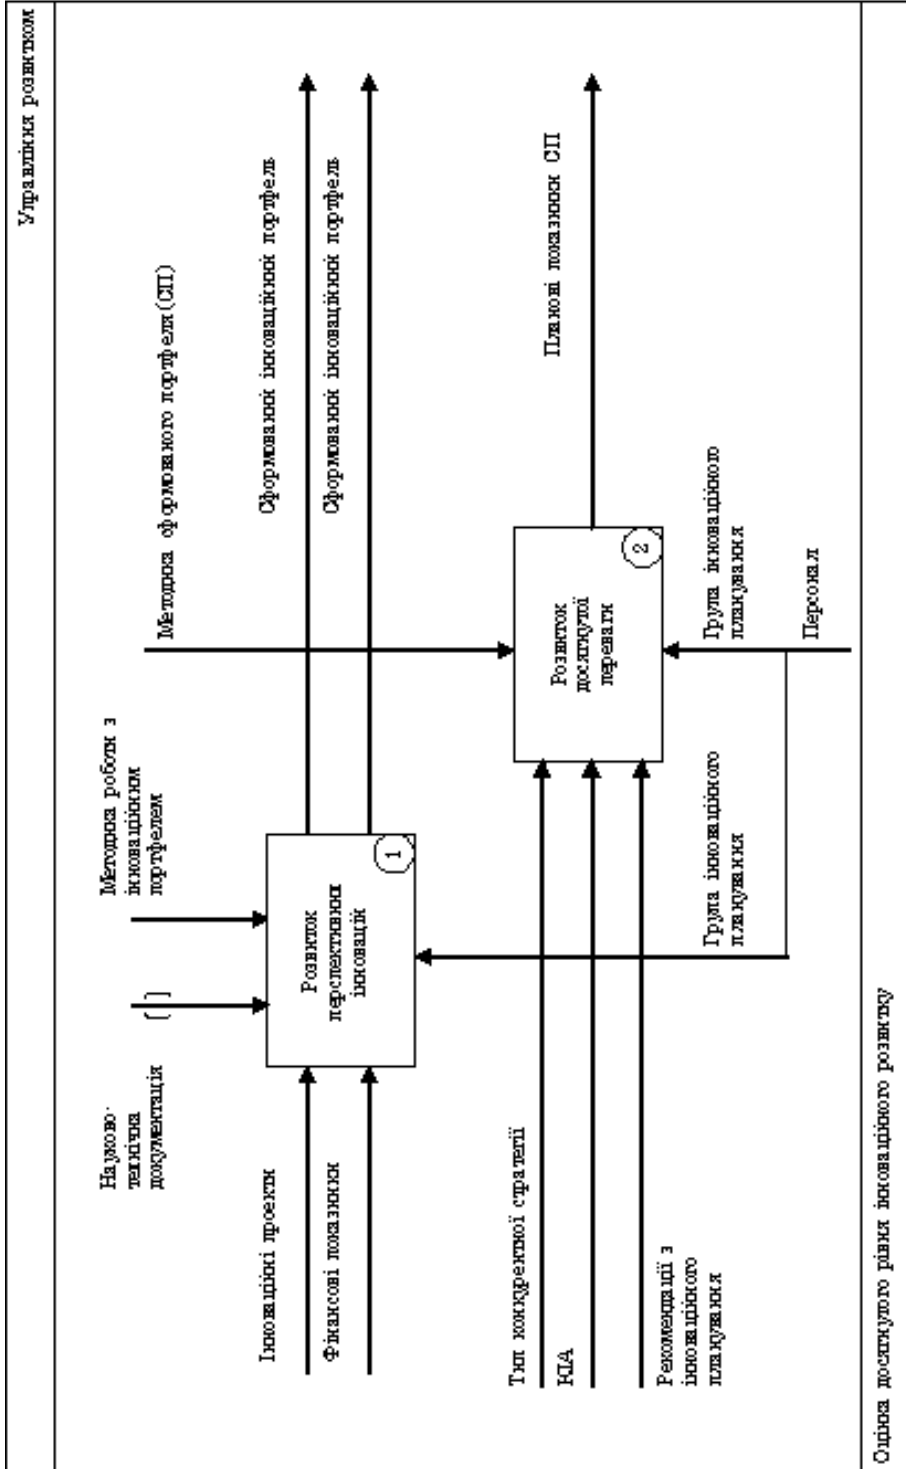 Управління розвитком
Методика сформованого портфеля(СП)
Методика роботи з
інноваційним
портфелем
Науково-
технічна
документація
Сформований інноваційний портфель
Сформований інноваційний портфель
Інноваційні проекти
Фінансові показники
Розвиток
перспективних
інновацій
1
Планові показники СП
Тип конкурентної стратегії
НІА
Рекомендації з
інноваційного
планування
Розвиток
досягнутої
переваги
2
Група інноваційного
планування
Група інноваційного
планування
Персонал
Оцінка досягнутого рівня інноваційного розвитку